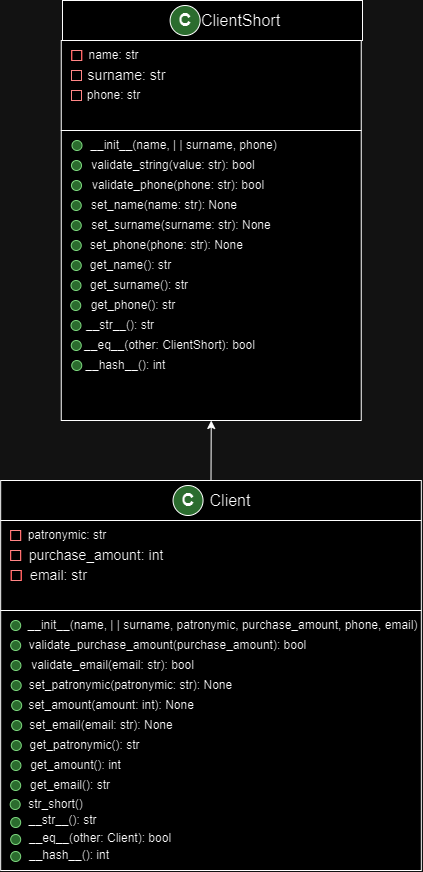 C ClientShort
name: str
surname: str
phone: str
__init__(name, | | surname, phone)
validate_string(value: str): bool
validate_phone(phone: str): bool
set_name(name: str): None
set_surname(surname: str): None
set_phone(phone: str): None
get_name(): str
get_surname(): str
get_phone(): str
__str__(): str
__eq__(other: ClientShort): bool
__hash__(): int
C Client
patronymic: str
purchase_amount: int
email: str
__init__(name, | | surname, patronymic, purchase_amount, phone, email)
validate_purchase_amount(purchase_amount): bool
validate_email(email: str): bool
set_patronymic(patronymic: str): None
set_amount(amount: int): None
set_email(email: str): None
get_patronymic(): str
get_amount(): int
get_email(): str
str_short()
__str__(): str
__eq__(other: Client): bool
__hash__(): int